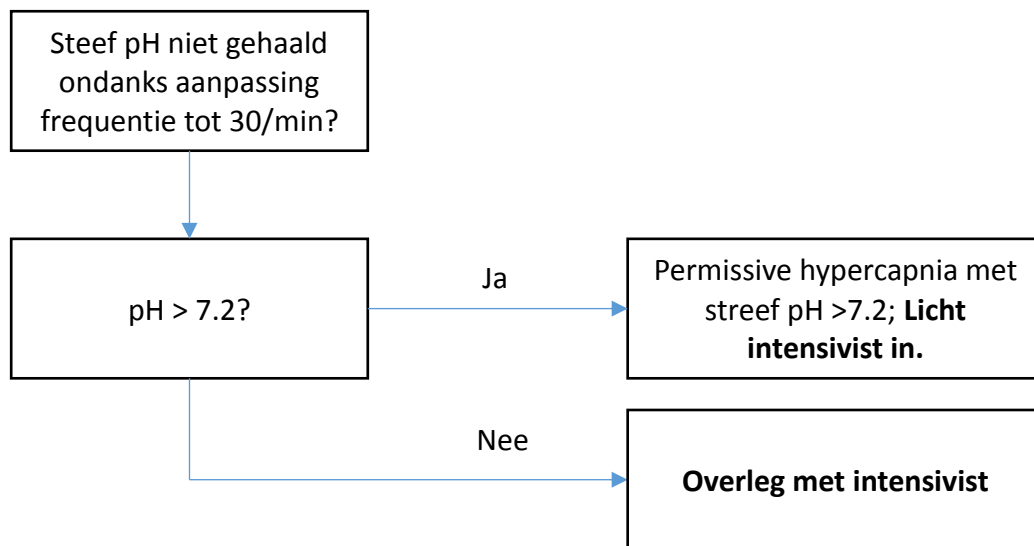 Steef pH niet gehaald
ondanks aanpassing
frequentie tot 30/min?
pH > 7.2?
Ja
Permissive hypercapnia met
streef pH >7.2; Licht
intensivist in.
Nee
Overleg met intensivist